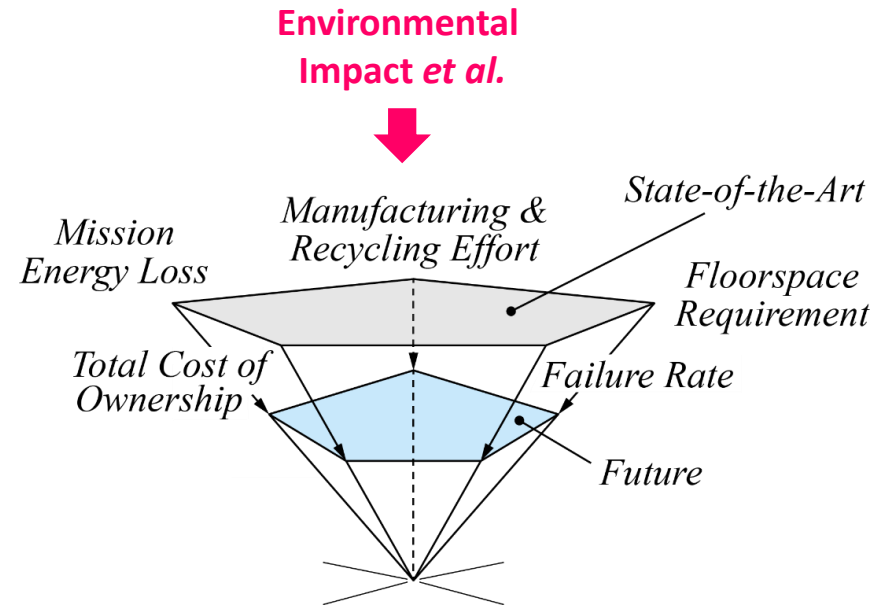 Environmental
Impact et al.
State-of-the-Art
Manufacturing &
Recycling Effort
Mission
Energy Loss
Floorspace
Requirement
Total Cost of
Ownership
Failure Rate
Future